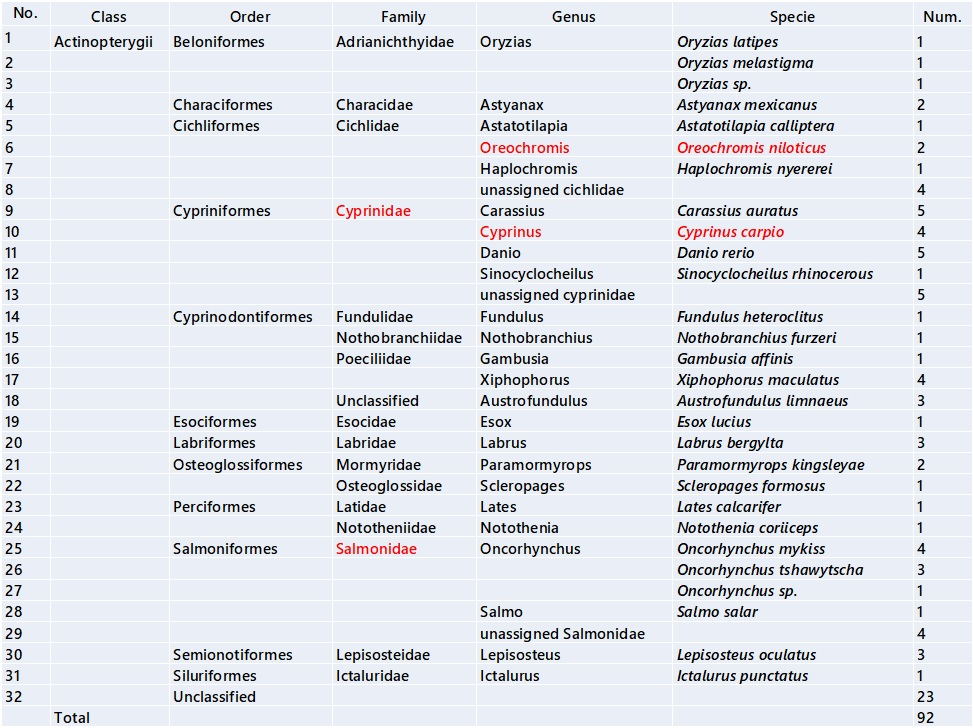 No. Class Order Family Genus Specie Num.
1 Actinopterygii Beloniformes Adrianichthyidae Oryzias Oryzias latipes 1
2 Oryzias melastigma 1
3 Oryzias sp. 1
4 Characiformes Characidae Astyanax Astyanax mexicanus 2
5 Cichliformes Cichlidae Astatotilapia Astatotilapia calliptera 1
6 Oreochromis Oreochromis niloticus 2
7 Haplochromis Haplochromis nyererei 1
8 unassigned cichlidae 4
9 Cypriniformes Cyprinidae Carassius Carassius auratus 5
10 Cyprinus Cyprinus carpio 4
11 Danio Danio rerio 5
12 Sinocyclocheilus Sinocyclocheilus rhinocerous 1
13 unassigned cyprinidae 5
14 Cyprinodontiformes Fundulidae Fundulus Fundulus heteroclitus 1
15 Nothobranchiidae Nothobranchius Nothobranchius furzeri 1
16 Poeciliidae Gambusia Gambusia affinis 1
17 Xiphophorus Xiphophorus maculatus 4
18 Unclassified Austrofundulus Austrofundulus limnaeus 3
19 Esociformes Esocidae Esox Esox lucius 1
20 Labriformes Labridae Labrus Labrus bergylta 3
21 Osteoglossiformes Mormyridae Paramormyrops Paramormyrops kingsleyae 2
22 Osteoglossidae Scleropages Scleropages formosus 1
23 Perciformes Latidae Lates Lates calcarifer 1
24 Nototheniidae Notothenia Notothenia coriiceps 1
25 Salmoniformes Salmonidae Oncorhynchus Oncorhynchus mykiss 4
26 Oncorhynchus tshawytscha 3
27 Oncorhynchus sp. 1
28 Salmo Salmo salar 1
29 unassigned Salmonidae 4
30 Semionotiformes Lepisosteidae Lepisosteus Lepisosteus oculatus 3
31 Siluriformes Ictaluridae Ictalurus Ictalurus punctatus 1
32 Unclassified 23
Total 92